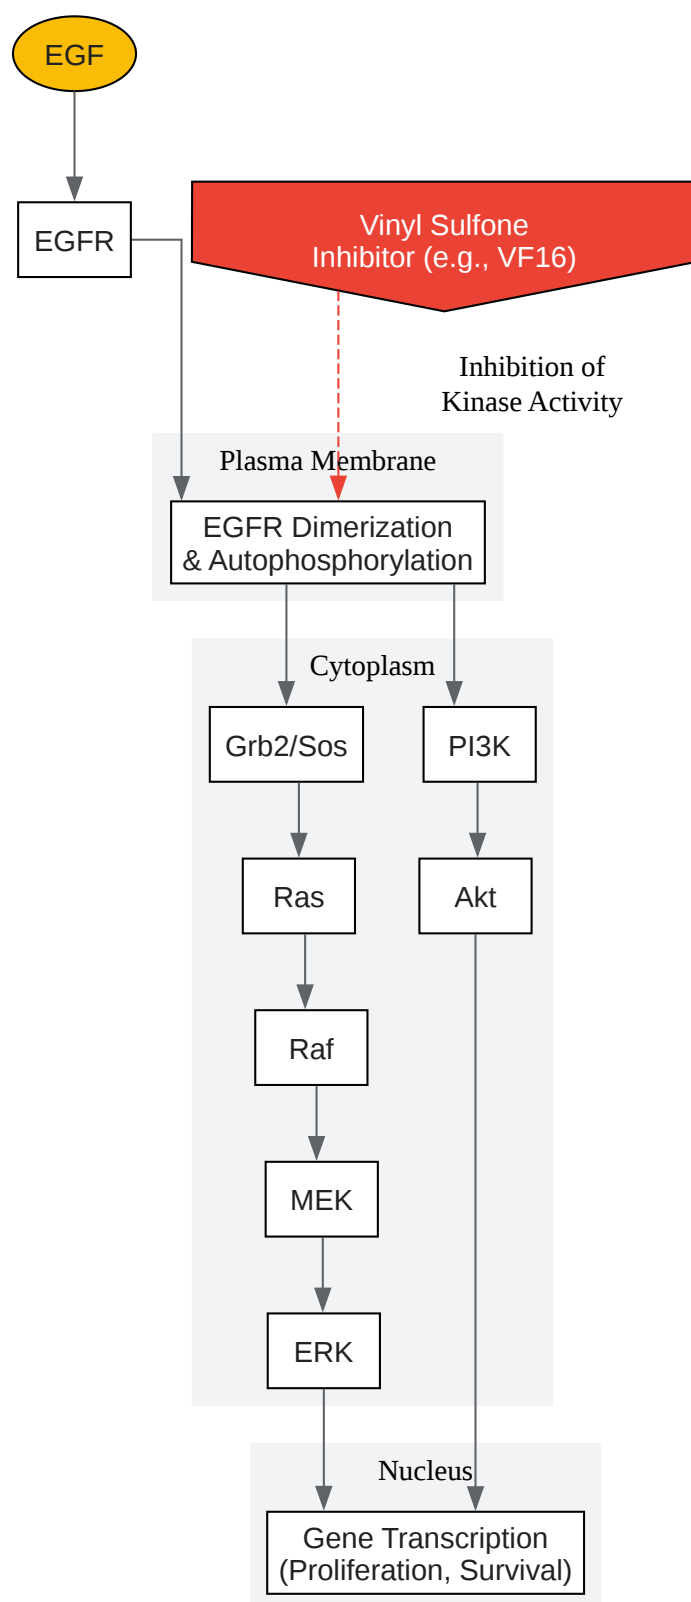 EGF
EGFR
Vinyl Sulfone
Inhibitor (e.g., VF16)
Inhibition of
Kinase Activity
Plasma Membrane
EGFR Dimerization
& Autophosphorylation
Cytoplasm
Grb2/Sos
PI3K
Ras
Akt
Raf
MEK
ERK
Nucleus
Gene Transcription
(Proliferation, Survival)